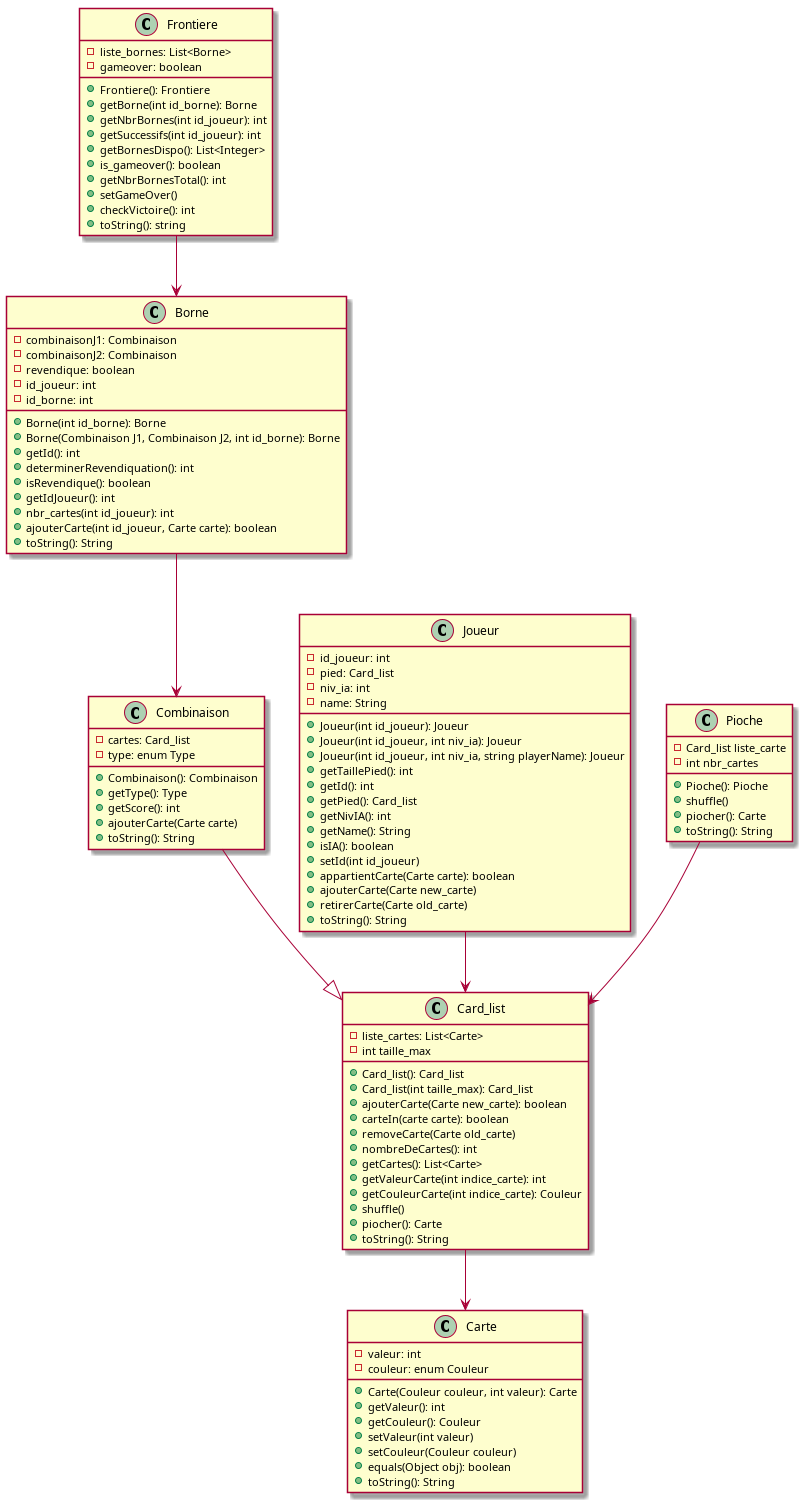 C Frontiere
liste_bornes: List<Borne>
gameover: boolean
Frontiere(): Frontiere
getBorne(int id_borne): Borne
getNbrBornes(int id_joueur): int
getSuccessifs(int id_joueur): int
getBornesDispo(): List<Integer>
is_gameover(): boolean
getNbrBornesTotal(): int
setGameOver()
checkVictoire(): int
toString(): string
C Borne
combinaisonJ1: Combinaison
combinaisonJ2: Combinaison
revendique: boolean
id_joueur: int
id_borne: int
Borne(int id_borne): Borne
Borne(Combinaison J1, Combinaison J2, int id_borne): Borne
getId(): int
determinerRevendiquation(): int
isRevendique(): boolean
getIdJoueur(): int
nbr_cartes(int id_joueur): int
ajouterCarte(int id_joueur, Carte carte): boolean
toString(): String
C Combinaison
cartes: Card_list
type: enum Type
Combinaison(): Combinaison
getType(): Type
getScore(): int
ajouterCarte(Carte carte)
toString(): String
C Joueur
id_joueur: int
pied: Card_list
niv_ia: int
name: String
Joueur(int id_joueur): Joueur
Joueur(int id_joueur, int niv_ia): Joueur
Joueur(int id_joueur, int niv_ia, string playerName): Joueur
getTaillePied(): int
getId(): int
getPied(): Card_list
getNivIA(): int
getName(): String
isIA(): boolean
setId(int id_joueur)
appartientCarte(Carte carte): boolean
ajouterCarte(Carte new_carte)
retirerCarte(Carte old_carte)
toString(): String
C Pioche
Card_list liste_carte
int nbr_cartes
Pioche(): Pioche
shuffle()
piocher(): Carte
toString(): String
C Card_list
liste_cartes: List<Carte>
int taille_max
Card_list(): Card_list
Card_list(int taille_max): Card_list
ajouterCarte(Carte new_carte): boolean
carteIn(carte carte): boolean
removeCarte(Carte old_carte)
nombreDeCartes(): int
getCartes(): List<Carte>
getValeurCarte(int indice_carte): int
getCouleurCarte(int indice_carte): Couleur
shuffle()
piocher(): Carte
toString(): String
C Carte
valeur: int
couleur: enum Couleur
Carte(Couleur couleur, int valeur): Carte
getValeur(): int
getCouleur(): Couleur
setValeur(int valeur)
setCouleur(Couleur couleur)
equals(Object obj): boolean
toString(): String